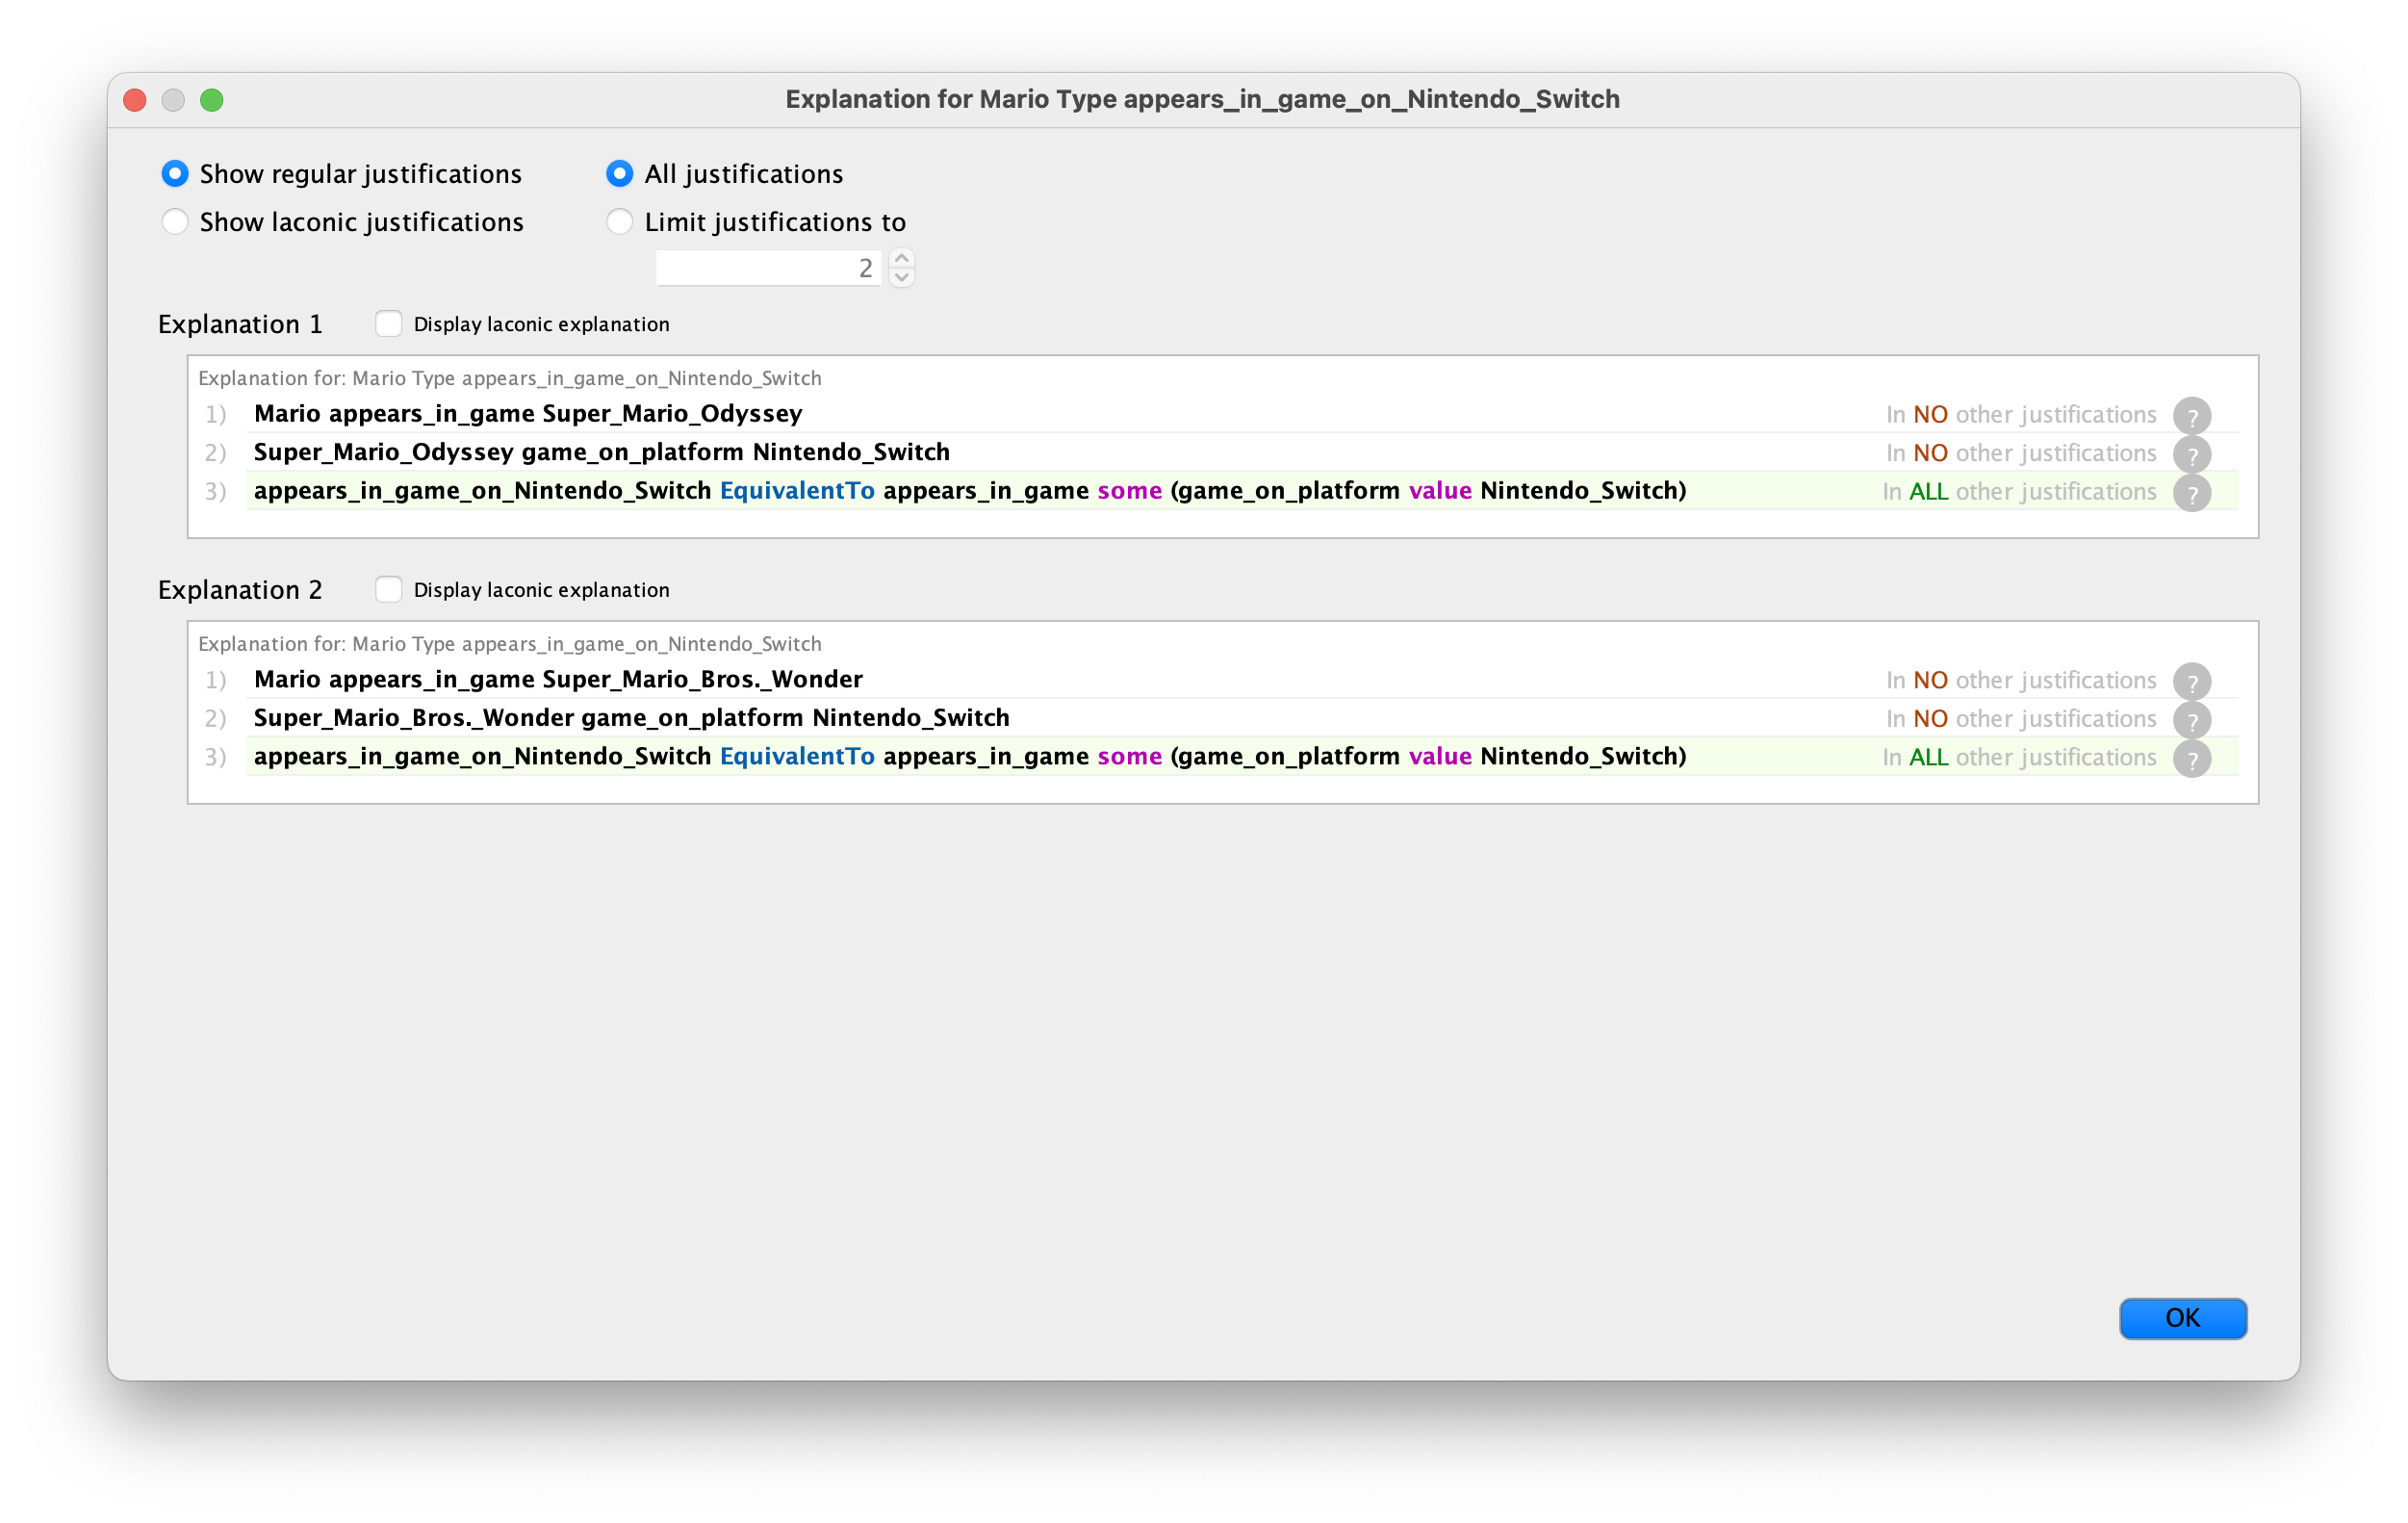 Explanation for Mario Type appears_in_game_on_Nintendo_Switch
Show regular justifications
All justifications
Show laconic justifications
Limit justifications to
2
Explanation 1
Display laconic explanation
Explanation for: Mario Type appears_in_game_on_Nintendo_Switch
1) Mario appears_in_game Super_Mario_Odyssey In NO other justifications ?
2) Super_Mario_Odyssey game_on_platform Nintendo_Switch In NO other justifications ?
3) appears_in_game_on_Nintendo_Switch EquivalentTo appears_in_game some (game_on_platform value Nintendo_Switch) In ALL other justifications ?
Explanation 2
Display laconic explanation
Explanation for: Mario Type appears_in_game_on_Nintendo_Switch
1) Mario appears_in_game Super_Mario_Bros._Wonder In NO other justifications ?
2) Super_Mario_Bros._Wonder game_on_platform Nintendo_Switch In NO other justifications ?
3) appears_in_game_on_Nintendo_Switch EquivalentTo appears_in_game some (game_on_platform value Nintendo_Switch) In ALL other justifications ?
OK